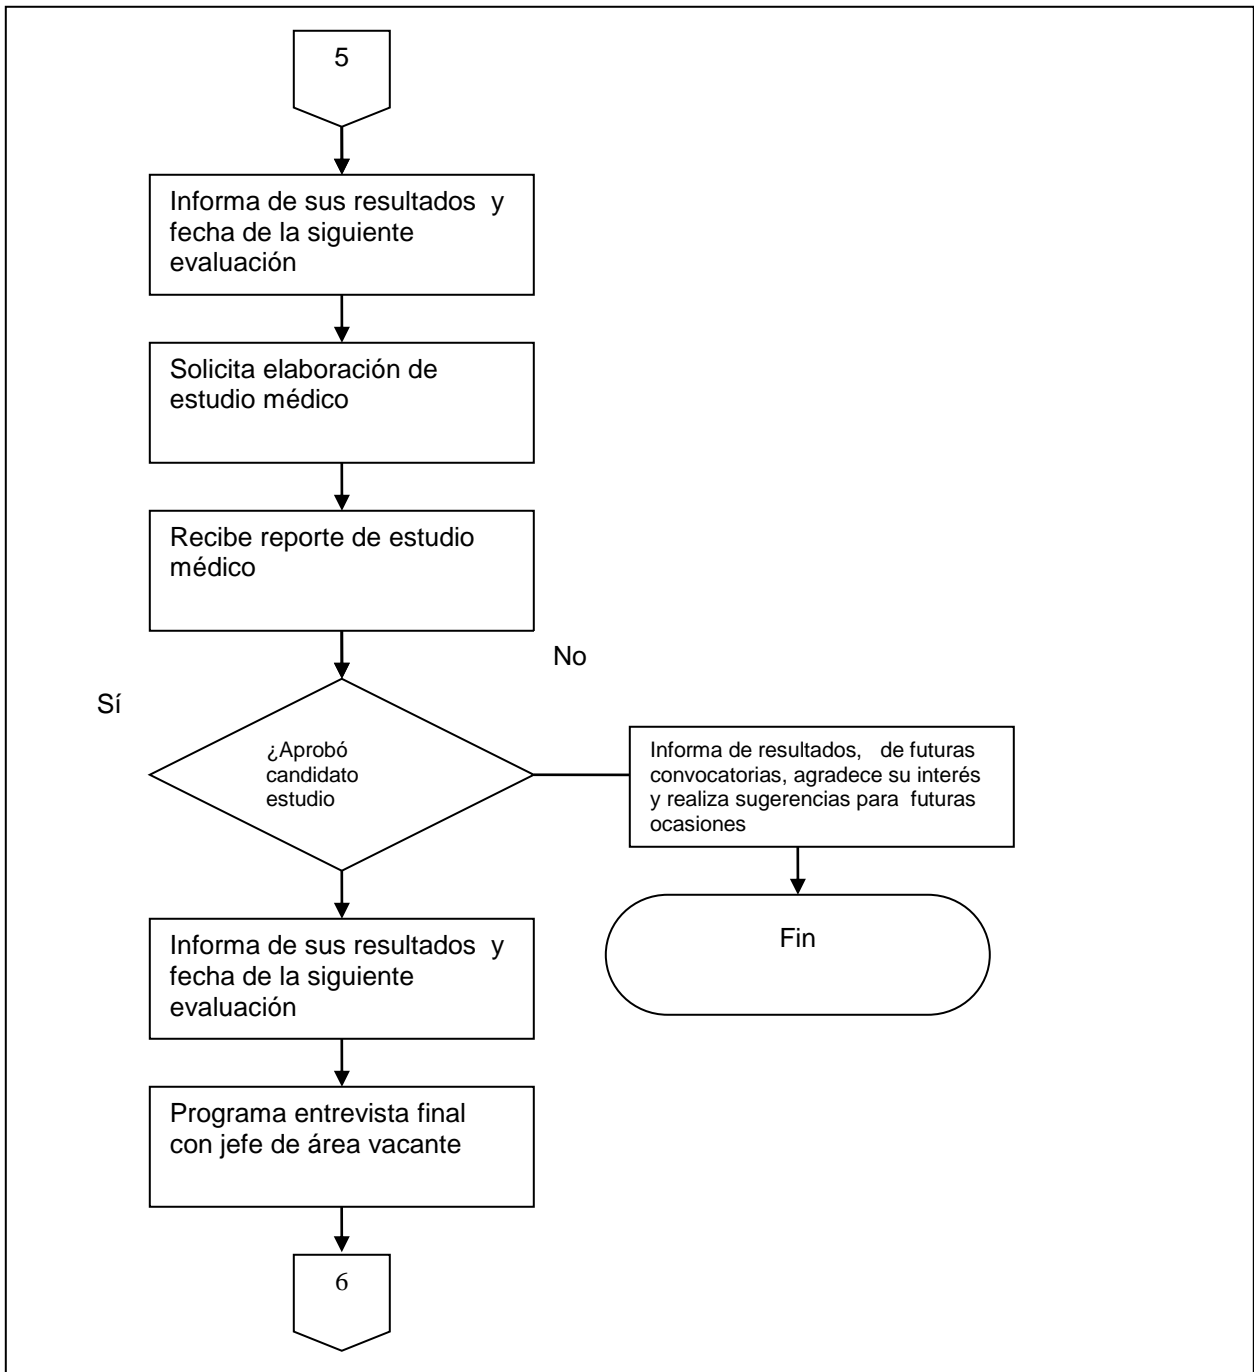 5
Informa de sus resultados  y
fecha de la siguiente
evaluación
Solicita elaboración de
estudio médico
Recibe reporte de estudio
médico
No
Sí
¿Aprobó
candidato
estudio
Informa de resultados,   de futuras
convocatorias, agradece su interés
y realiza sugerencias para  futuras
ocasiones
Fin
Informa de sus resultados  y
fecha de la siguiente
evaluación
Programa entrevista final
con jefe de área vacante
6